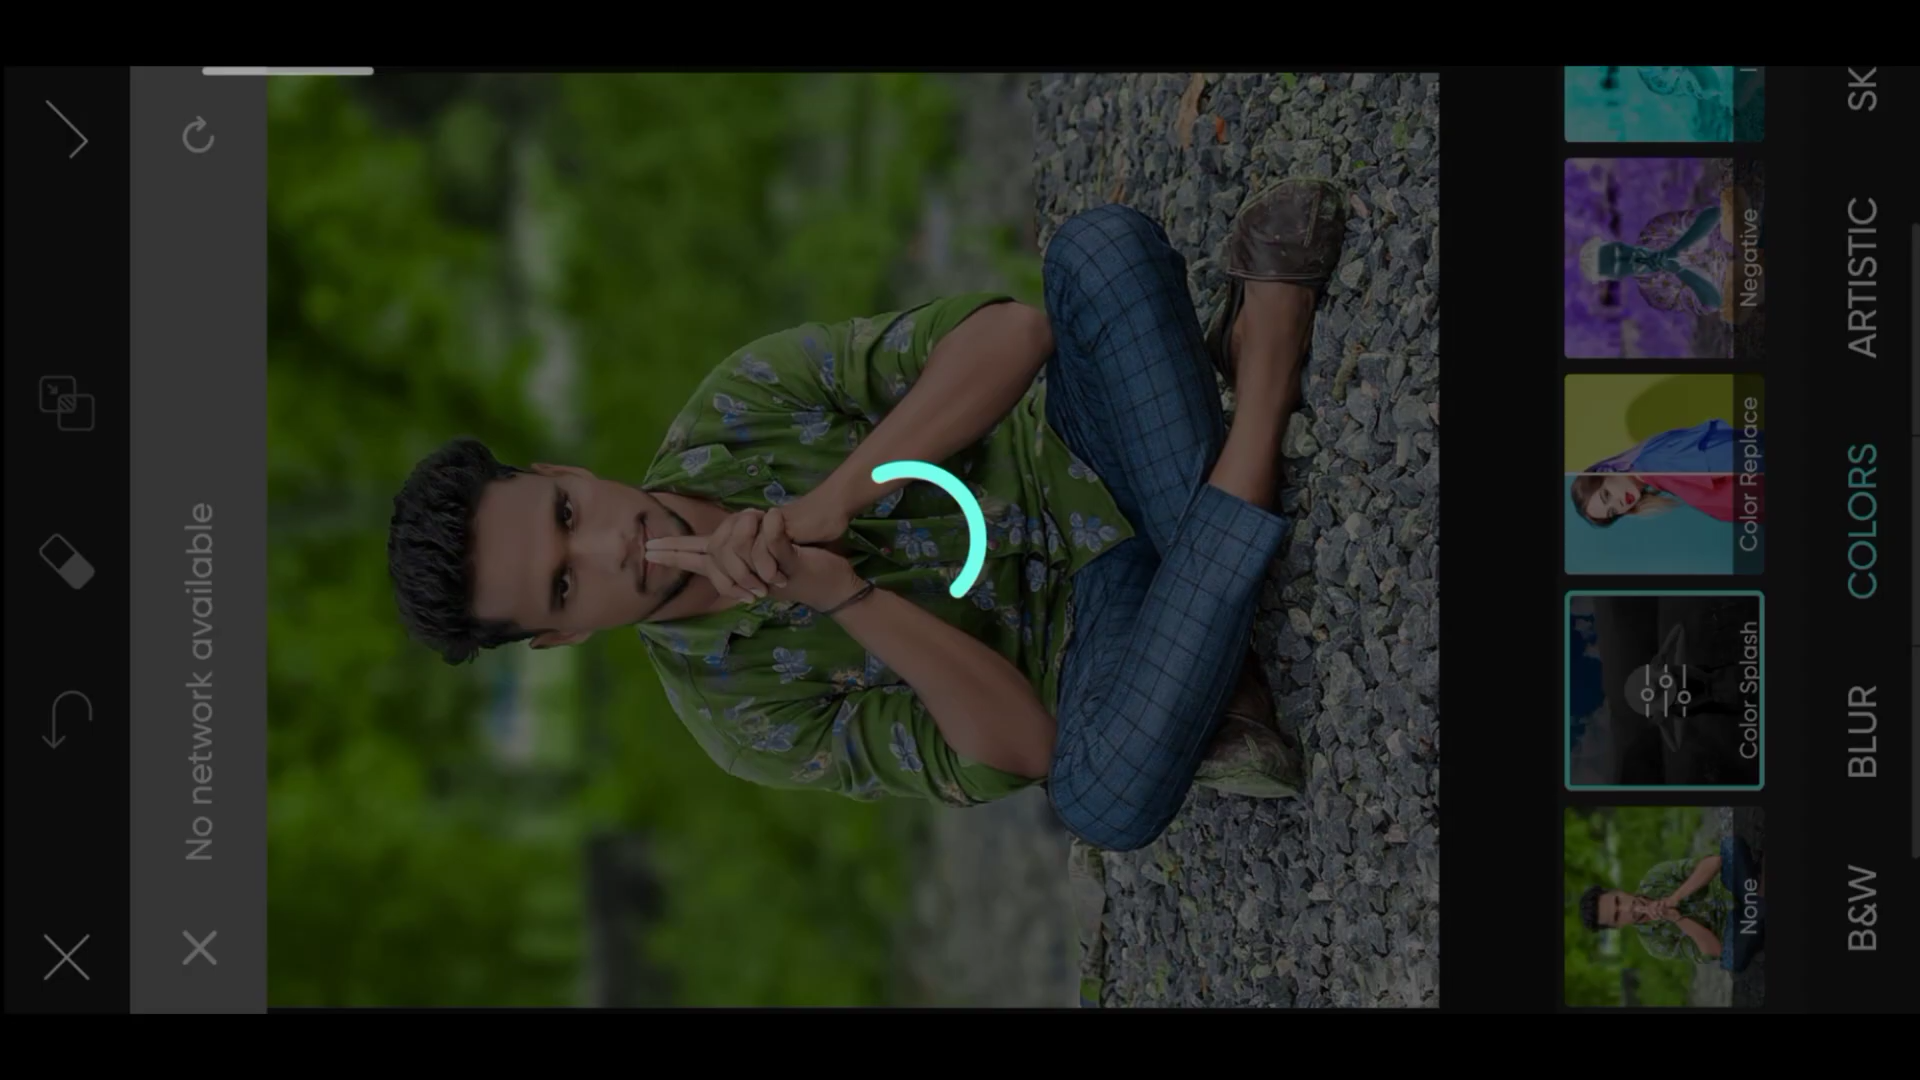 No network available
None
Color Splash
Color Replace
Negative
B&W
BLUR
COLORS
ARTISTIC
SK